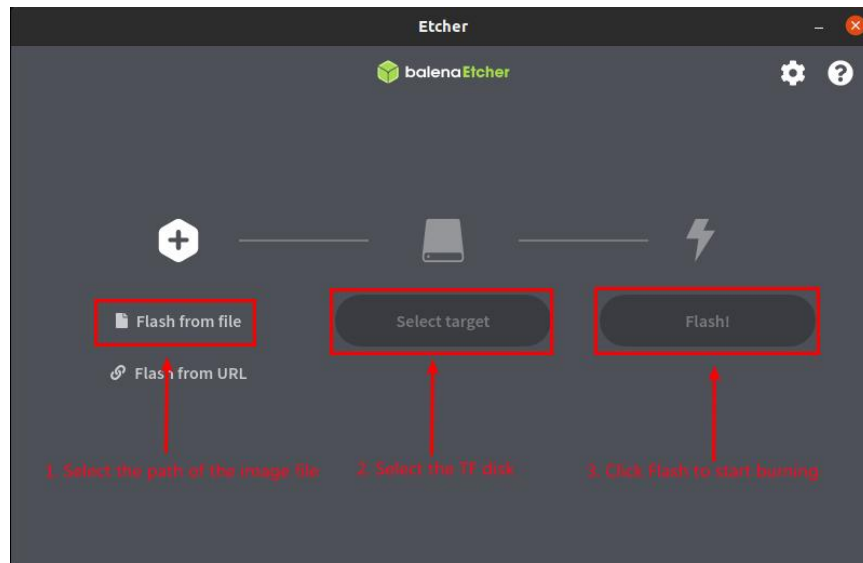 Etcher
balenaEtcher
Flash from file
Select target
Flash!
Flash from URL
1. Select the path of the image file
2. Select the TF disk
3. Click Flash to start burning